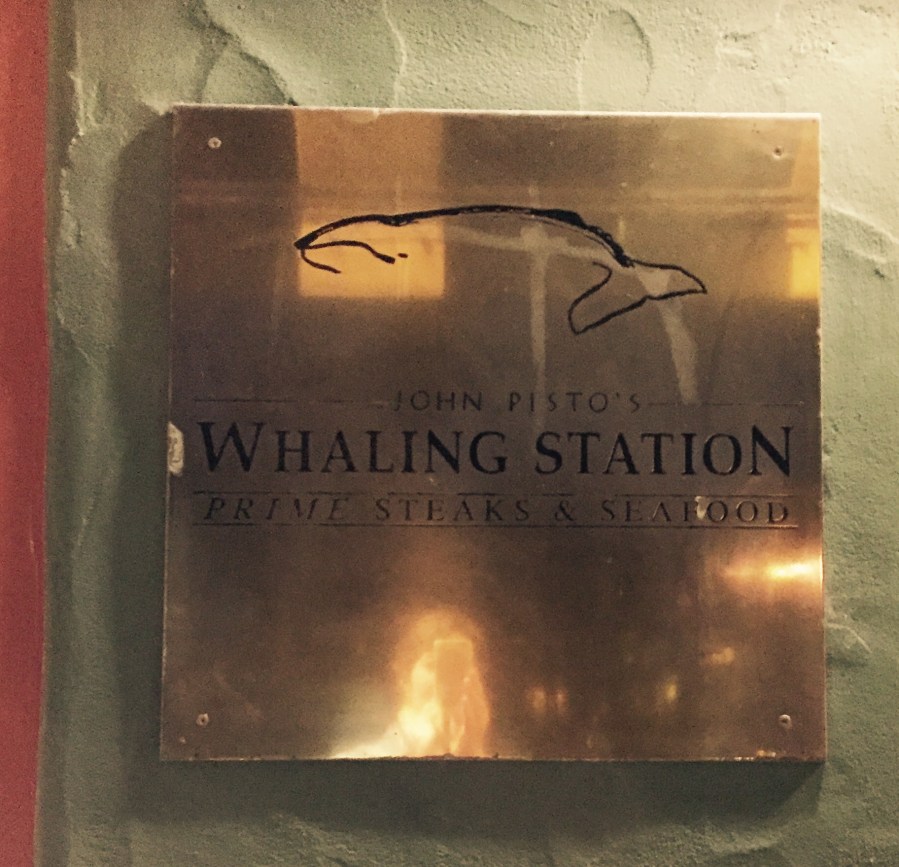 JOHN PISTO'S
WHALING STATION
PRIME STEAKS & SEAFOOD